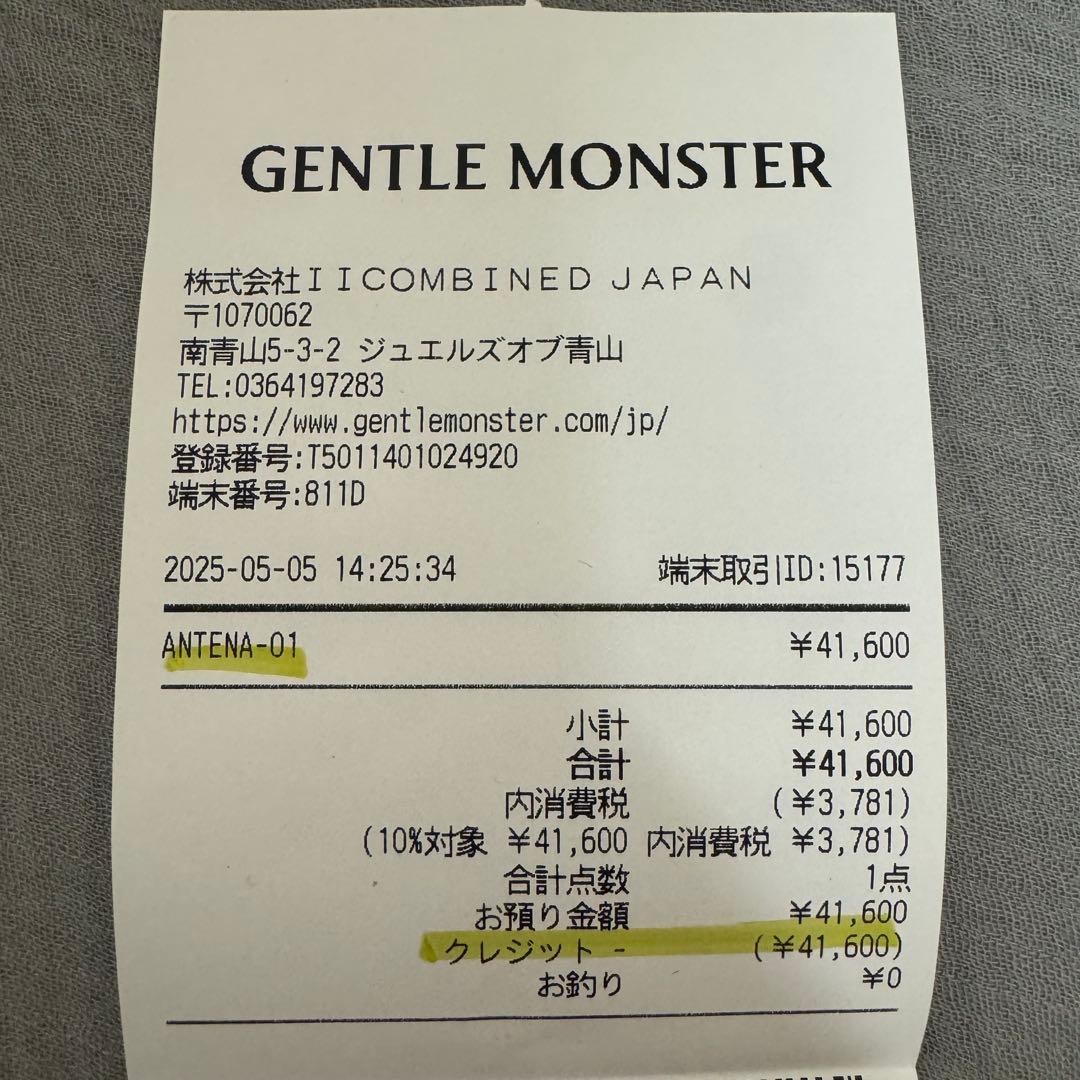 GENTLE MONSTER
株式会社ＩＩＣＯＭＢＩＮＥＤ ＪＡＰＡＮ
〒1070062
南青山5-3-2 ジュエルズオブ青山
TEL:0364197283
https://www.gentlemonster.com/jp/
登録番号:T5011401024920
端末番号:811D
2025-05-05 14:25:34 端末取引ID:15177
ANTENA-01 ¥41,600
小計 ¥41,600
合計 ¥41,600
内消費税 (¥3,781)
(10%対象 ¥41,600 内消費税 ¥3,781)
合計点数 1点
お預り金額 ¥41,600
クレジット - (¥41,600)
お釣り ¥0